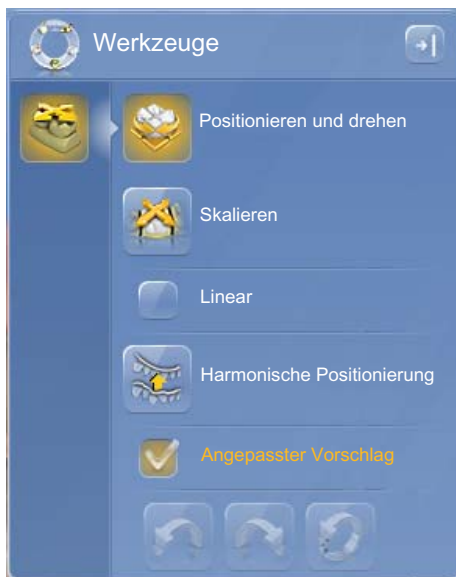 Werkzeuge
Positionieren und drehen
Skalieren
Linear
Harmonische Positionierung
Angepasster Vorschlag